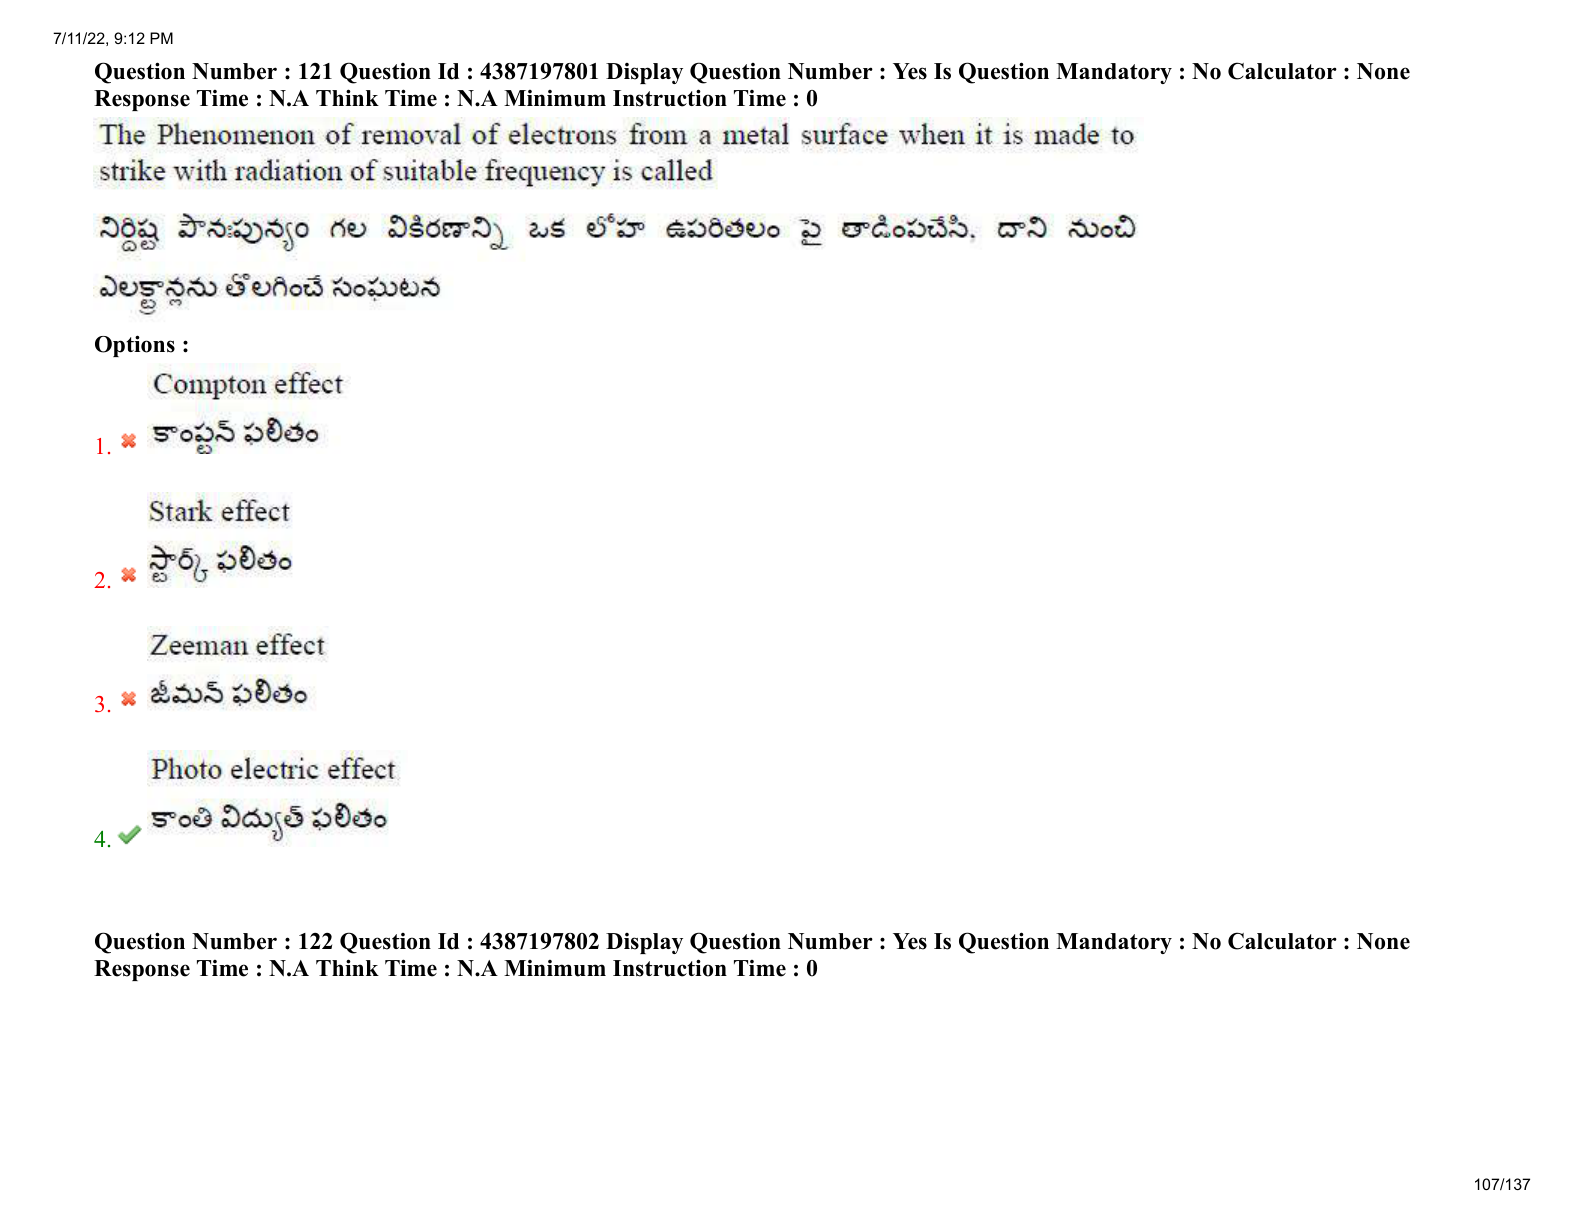 7/11/22, 9:12 PM
Question Number : 121 Question Id : 4387197801 Display Question Number : Yes Is Question Mandatory : No Calculator : None
Response Time : N.A Think Time : N.A Minimum Instruction Time : 0
The Phenomenon of removal of electrons from a metal surface when it is made to
strike with radiation of suitable frequency is called
నిర్దిష్ట పౌనఃపున్యం గల వికిరణాన్ని ఒక లోహ ఉపరితలం పై తాడింపచేసి, దాని నుంచి
ఎలక్ట్రాన్లను తొలగించే సంఘటన
Options :
Compton effect
1. కాంప్టన్ ఫలితం
Stark effect
2. స్టార్క్ ఫలితం
Zeeman effect
3. జీమన్ ఫలితం
Photo electric effect
4. కాంతి విద్యుత్ ఫలితం
Question Number : 122 Question Id : 4387197802 Display Question Number : Yes Is Question Mandatory : No Calculator : None
Response Time : N.A Think Time : N.A Minimum Instruction Time : 0
107/137